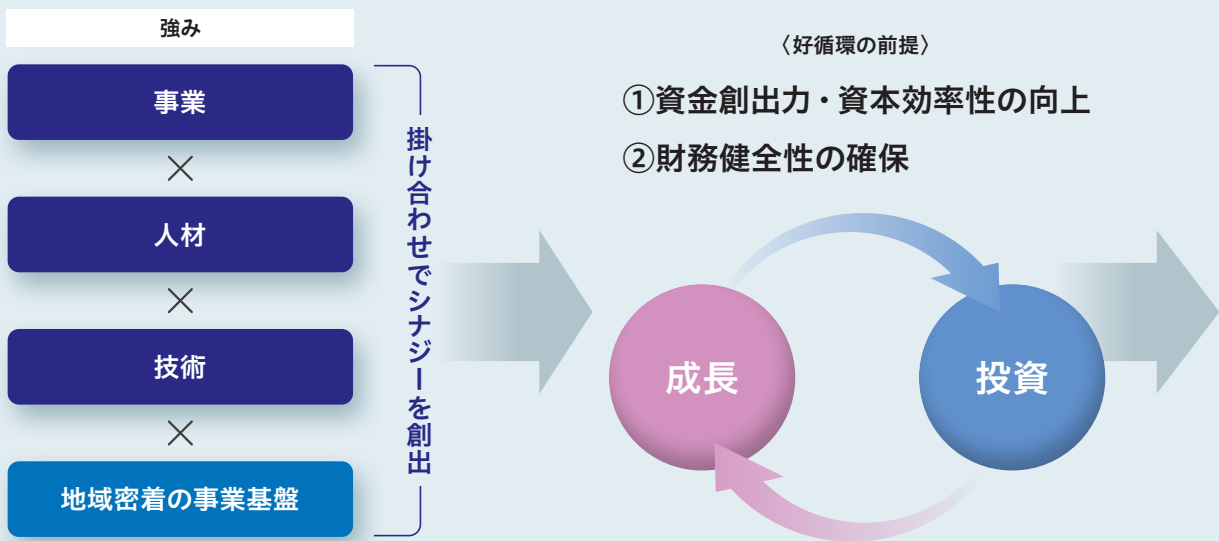 強み
事業
×
人材
×
技術
×
地域密着の事業基盤
掛け合わせでシナジーを創出
〈好循環の前提〉
①資金創出力・資本効率性の向上
②財務健全性の確保
成長
投資